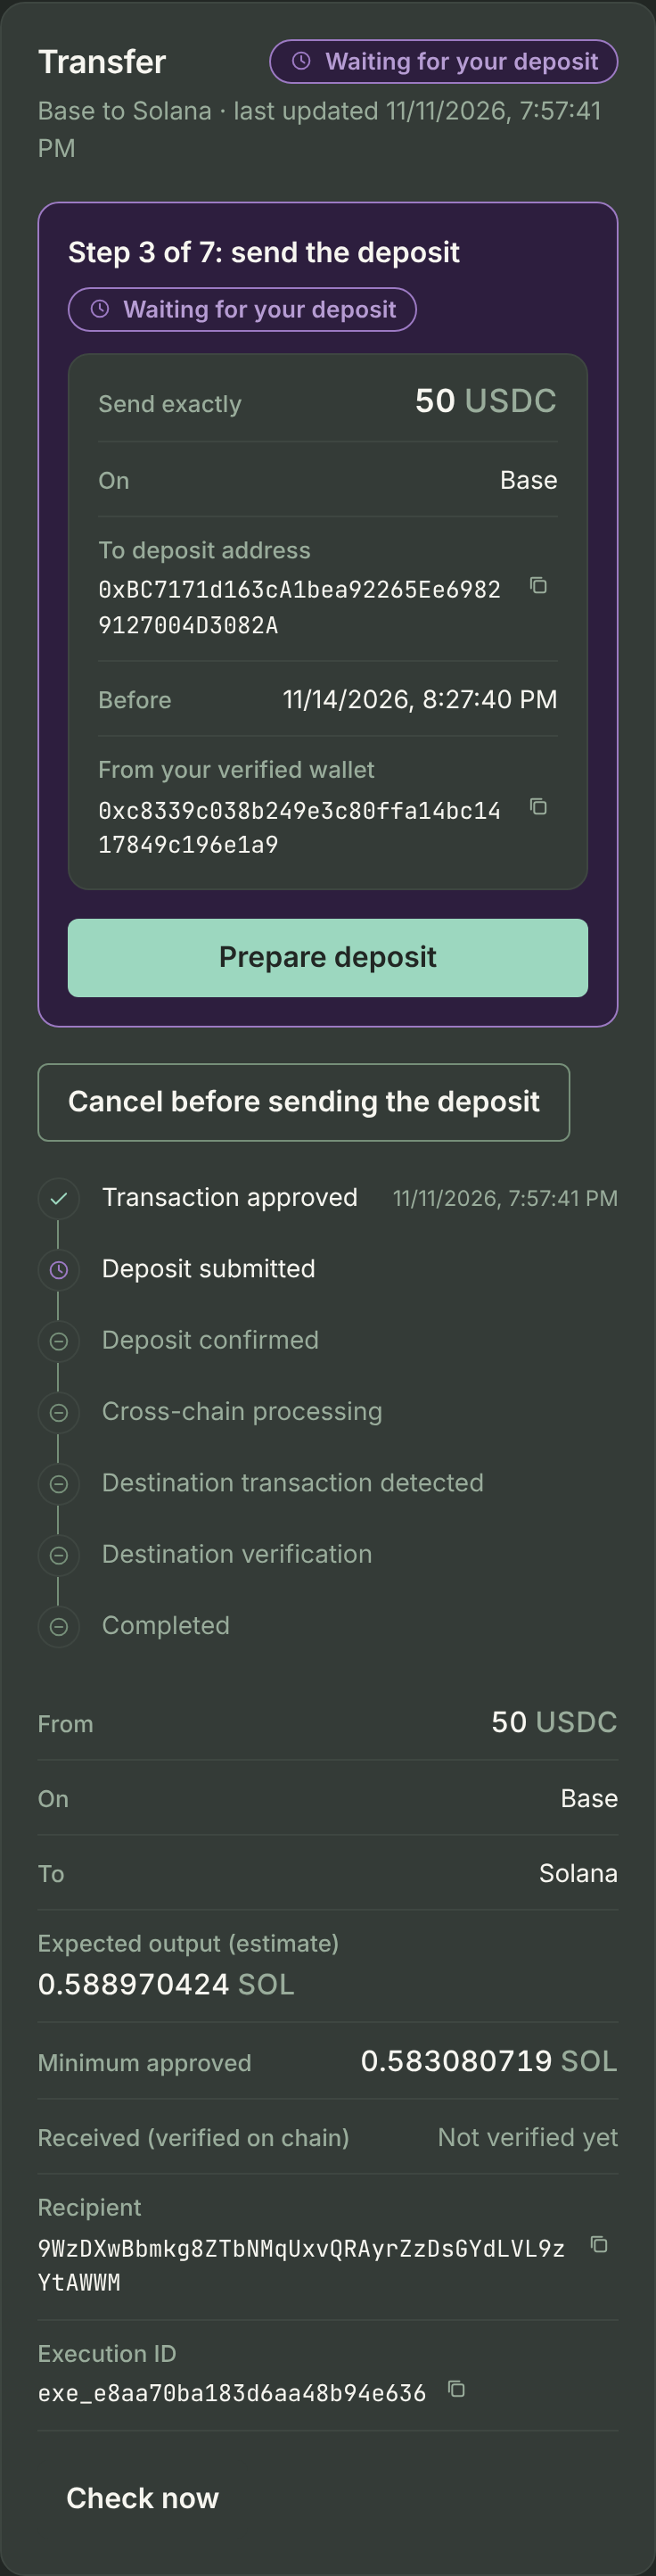 Transfer
Waiting for your deposit
Base to Solana · last updated 11/11/2026, 7:57:41
PM
Step 3 of 7: send the deposit
Waiting for your deposit
Send exactly 50 USDC
On Base
To deposit address
0xBC7171d163cA1bea92265Ee6982
9127004D3082A
Before 11/14/2026, 8:27:40 PM
From your verified wallet
0xc8339c038b249e3c80ffa14bc14
17849c196e1a9
Prepare deposit
Cancel before sending the deposit
Transaction approved 11/11/2026, 7:57:41 PM
Deposit submitted
Deposit confirmed
Cross-chain processing
Destination transaction detected
Destination verification
Completed
From 50 USDC
On Base
To Solana
Expected output (estimate)
0.588970424 SOL
Minimum approved 0.583080719 SOL
Received (verified on chain) Not verified yet
Recipient
9WzDXwBbmkg8ZTbNMqUxvQRAyrZzDsGYdLVL9z
YtAWWM
Execution ID
exe_e8aa70ba183d6aa48b94e636
Check now